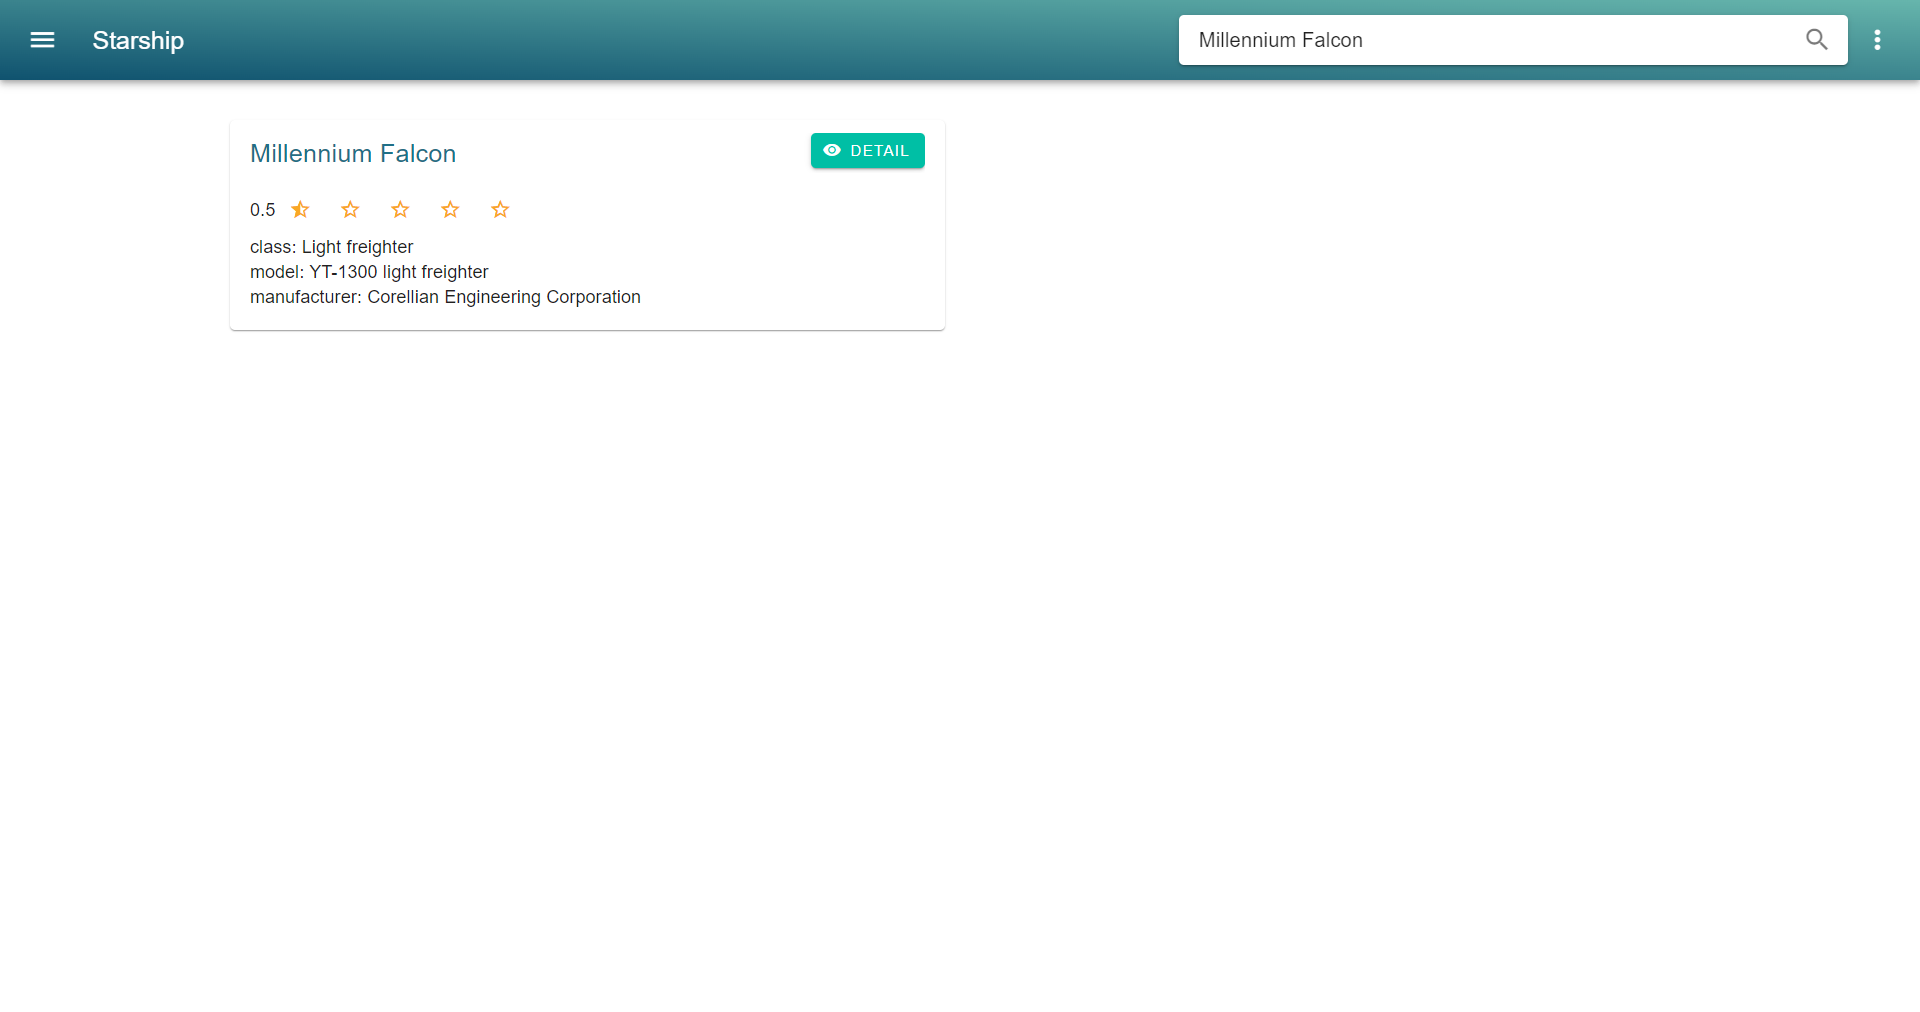 Starship
Millennium Falcon
Millennium Falcon
DETAIL
0.5
class: Light freighter
model: YT-1300 light freighter
manufacturer: Corellian Engineering Corporation